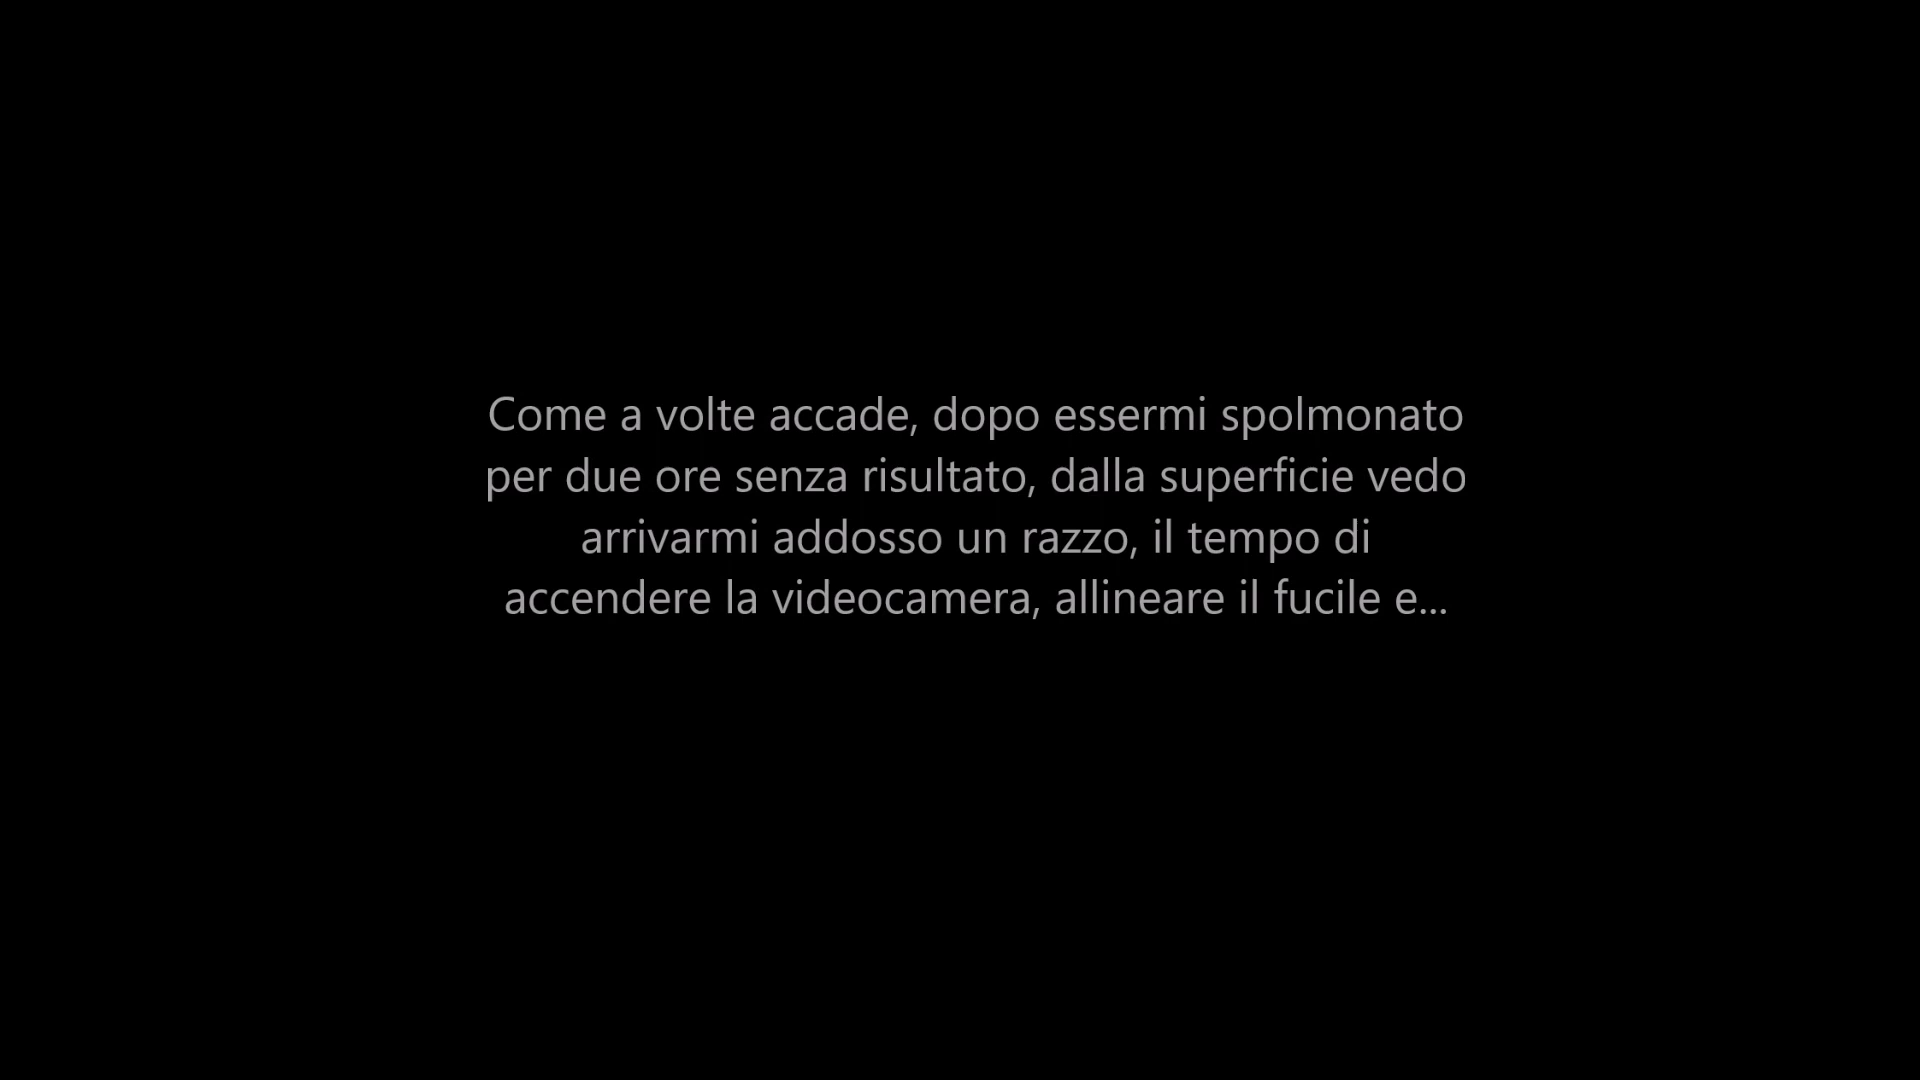 Come a volte accade, dopo essermi spolmonato
per due ore senza risultato, dalla superficie vedo
arrivarmi addosso un razzo, il tempo di
accendere la videocamera, allineare il fucile e...